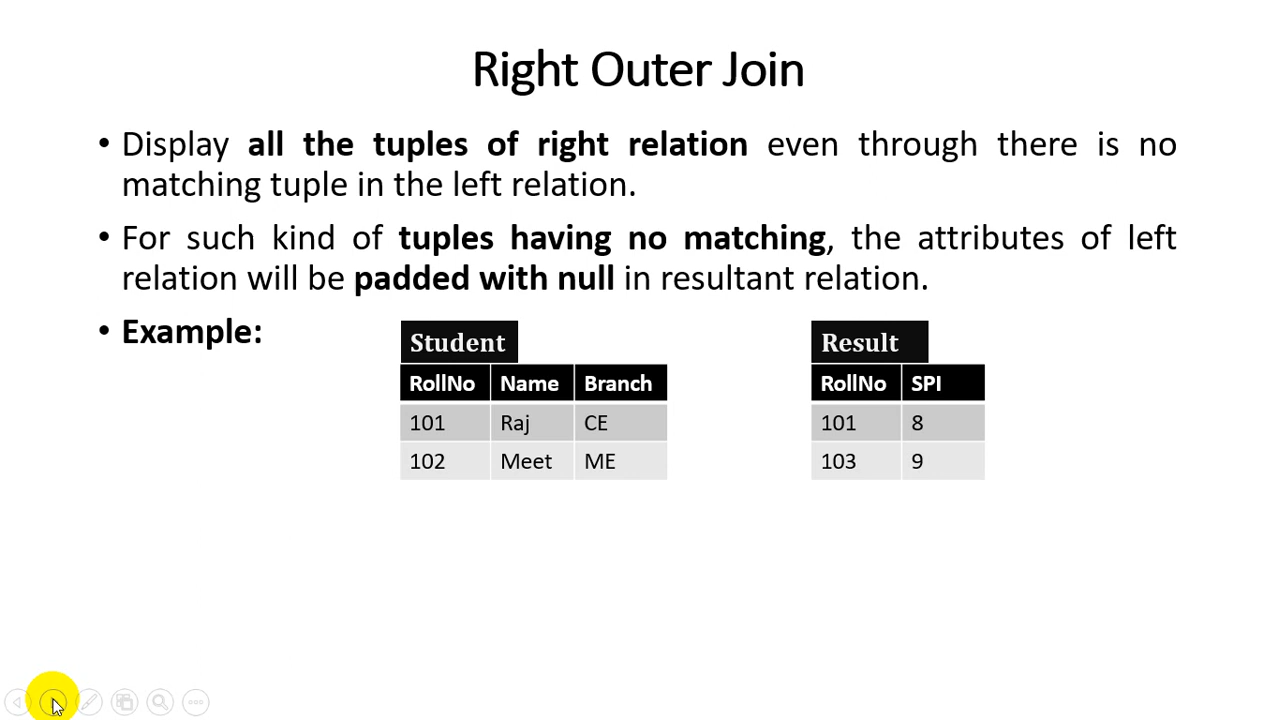 Right Outer Join
• Display all the tuples of right relation even through there is no
matching tuple in the left relation.
• For such kind of tuples having no matching, the attributes of left
relation will be padded with null in resultant relation.
• Example:
Student
RollNo Name Branch
101 Raj CE
102 Meet ME
Result
RollNo SPI
101 8
103 9